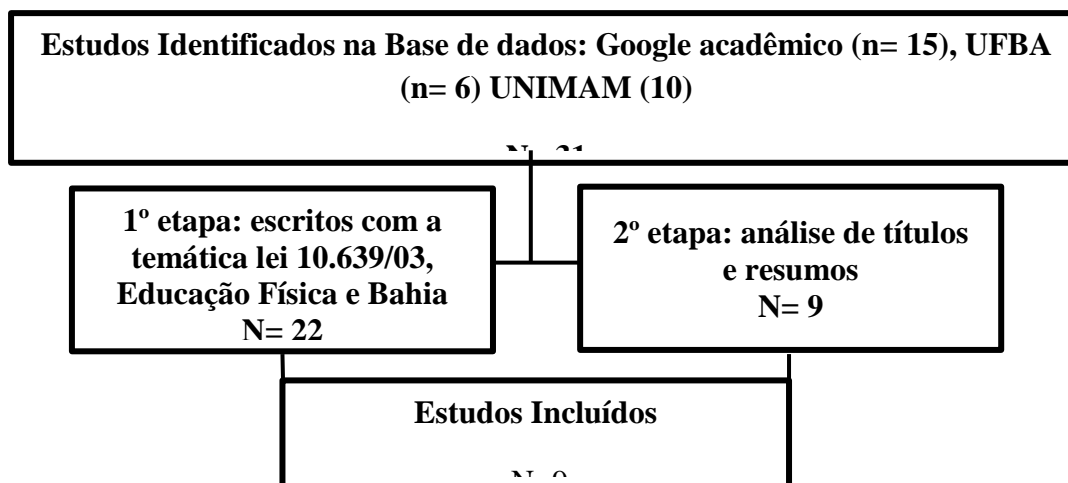 Estudos Identificados na Base de dados: Google acadêmico (n= 15), UFBA
(n= 6) UNIMAM (10)
1º etapa: escritos com a
temática lei 10.639/03,
Educação Física e Bahia
N= 22
2º etapa: análise de títulos
e resumos
N= 9
Estudos Incluídos